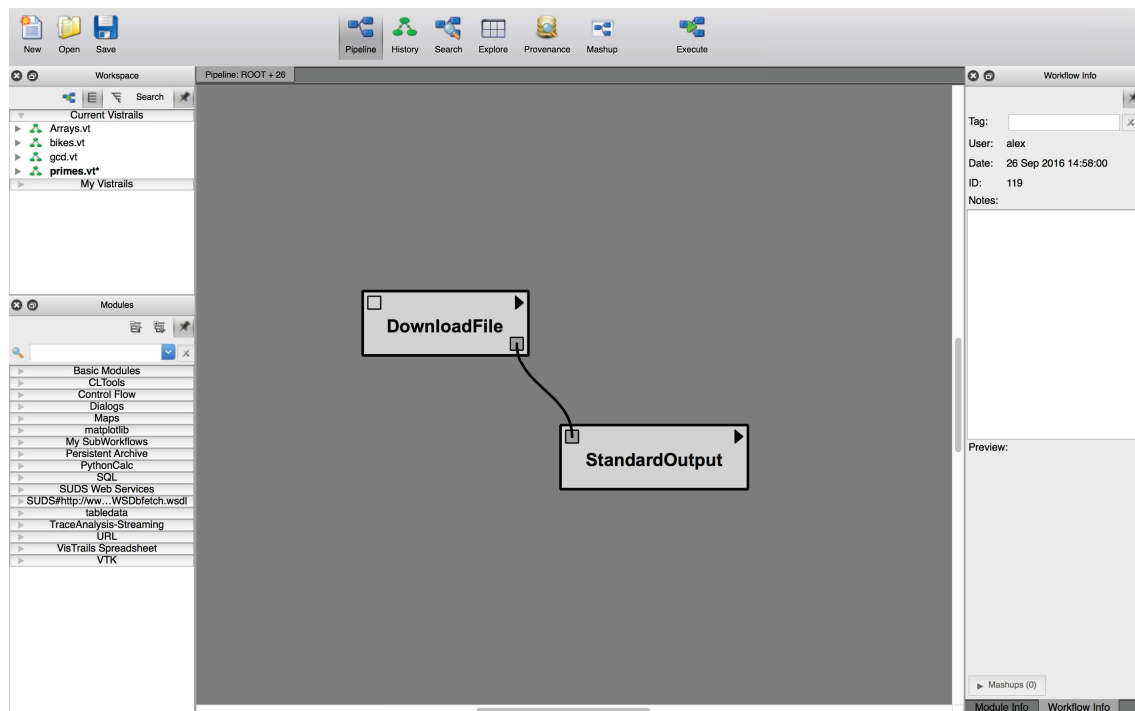 New Open Save Pipeline History Search Explore Provenance Mashup Execute
Workspace
Search
Current Vistrails
Arrays.vt
bikes.vt
gcd.vt
primes.vt*
My Vistrails
Modules
Basic Modules
CLTools
Control Flow
Dialogs
Maps
matplotlib
My SubWorkflows
Persistent Archive
PythonCalc
SQL
SUDS Web Services
SUDS#http://ww...WSDbfetch.wsdl
tabledata
TraceAnalysis-Streaming
URL
VisTrails Spreadsheet
VTK
Pipeline: ROOT + 26
DownloadFile
StandardOutput
Workflow Info
Tag:
User: alex
Date: 26 Sep 2016 14:58:00
ID: 119
Notes:
Preview:
Mashups (0)
Module Info Workflow Info